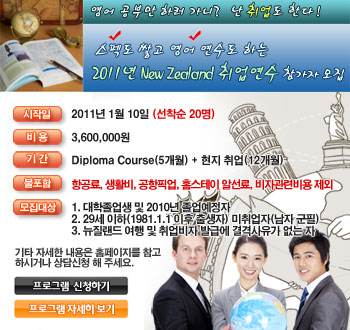 영어 공부만 하러 가니? 난 취업도 한다!
스펙도 쌓고 영어 연수도 하는
2011년 New Zealand 취업연수 참가자 모집
시작일 2011년 1월 10일 (선착순 20명)
비 용 3,600,000원
기 간 Diploma Course(5개월) + 현지 취업(12개월)
불포함 항공료, 생활비, 공항픽업, 홈스테이 알선료, 비자관련비용 제외
모집대상 1. 대학졸업생 및 2010년 졸업예정자
2. 29세 이하(1981.1.1 이후 출생자) 미취업자(남자 군필)
3. 뉴질랜드 여행 및 취업비자 발급에 결격사유가 없는 자
기타 자세한 내용은 홈페이지를 참고
하시거나 상담신청 해 주세요.
프로그램 신청하기
프로그램 자세히 보기